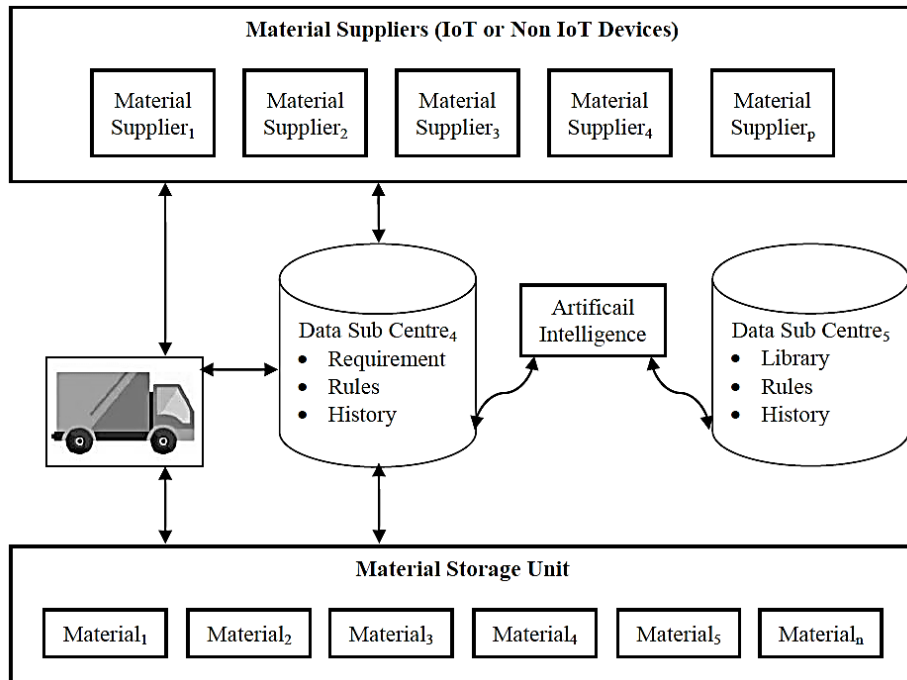 Material Suppliers (IoT or Non IoT Devices)
Material
Supplier₁
Material
Supplier₂
Material
Supplier₃
Material
Supplier₄
Material
Supplierₚ
Data Sub Centre₄
• Requirement
• Rules
• History
Artificail
Intelligence
Data Sub Centre₅
• Library
• Rules
• History
Material Storage Unit
Material₁
Material₂
Material₃
Material₄
Material₅
Materialₙ